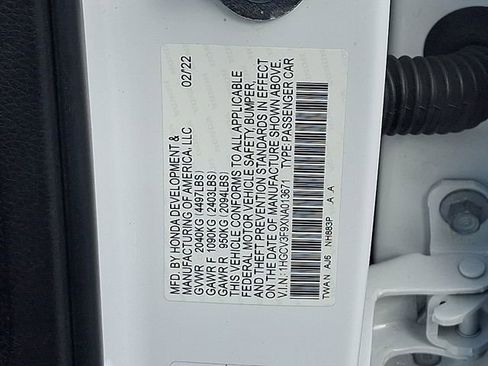 MFD. BY HONDA DEVELOPMENT &
MANUFACTURING OF AMERICA, LLC 02/22
GVWR 2040KG (4497LBS)
GAWR F 1090KG (2403LBS)
GAWR R 950KG (2094LBS)
THIS VEHICLE CONFORMS TO ALL APPLICABLE
FEDERAL MOTOR VEHICLE SAFETY, BUMPER,
AND THEFT PREVENTION STANDARDS IN EFFECT
ON THE DATE OF MANUFACTURE SHOWN ABOVE.
V.I.N.: 1HGCV3F9XNA013671 TYPE:PASSENGER CAR
TWAN AJ5 NH883P A A